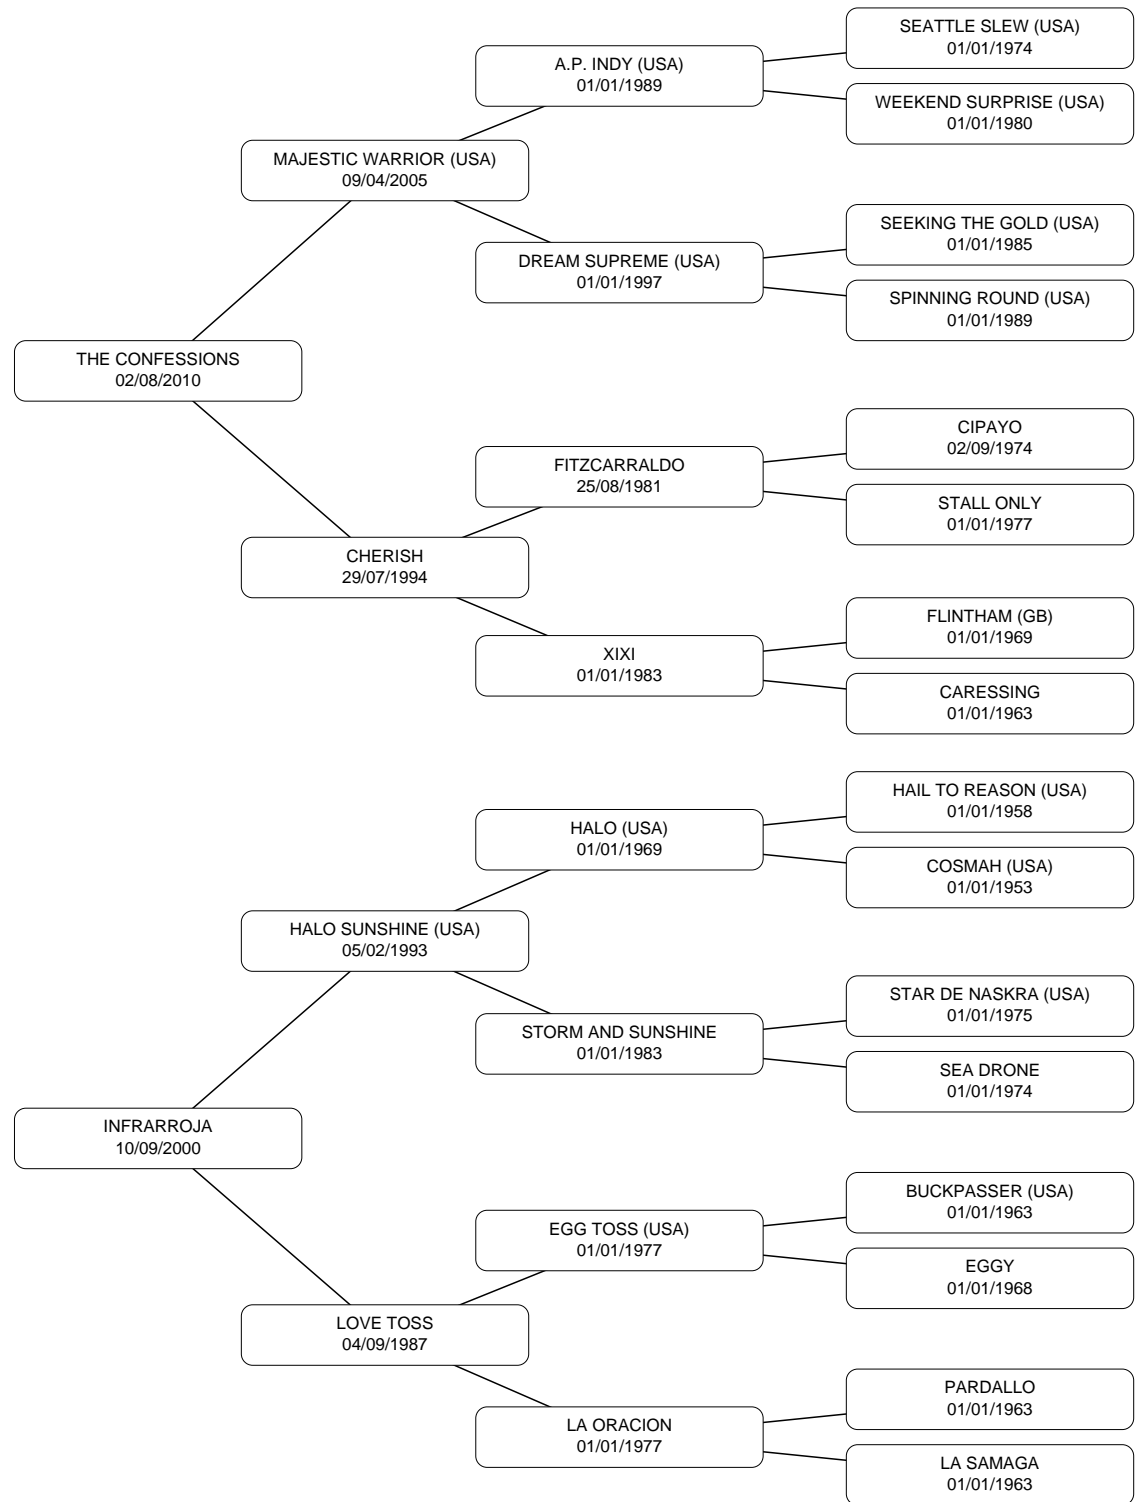 SEATTLE SLEW (USA)
01/01/1974
A.P. INDY (USA)
01/01/1989
WEEKEND SURPRISE (USA)
01/01/1980
MAJESTIC WARRIOR (USA)
09/04/2005
SEEKING THE GOLD (USA)
01/01/1985
DREAM SUPREME (USA)
01/01/1997
SPINNING ROUND (USA)
01/01/1989
THE CONFESSIONS
02/08/2010
CIPAYO
02/09/1974
FITZCARRALDO
25/08/1981
STALL ONLY
01/01/1977
CHERISH
29/07/1994
FLINTHAM (GB)
01/01/1969
XIXI
01/01/1983
CARESSING
01/01/1963
HAIL TO REASON (USA)
01/01/1958
HALO (USA)
01/01/1969
COSMAH (USA)
01/01/1953
HALO SUNSHINE (USA)
05/02/1993
STAR DE NASKRA (USA)
01/01/1975
STORM AND SUNSHINE
01/01/1983
SEA DRONE
01/01/1974
INFRARROJA
10/09/2000
BUCKPASSER (USA)
01/01/1963
EGG TOSS (USA)
01/01/1977
EGGY
01/01/1968
LOVE TOSS
04/09/1987
PARDALLO
01/01/1963
LA ORACION
01/01/1977
LA SAMAGA
01/01/1963